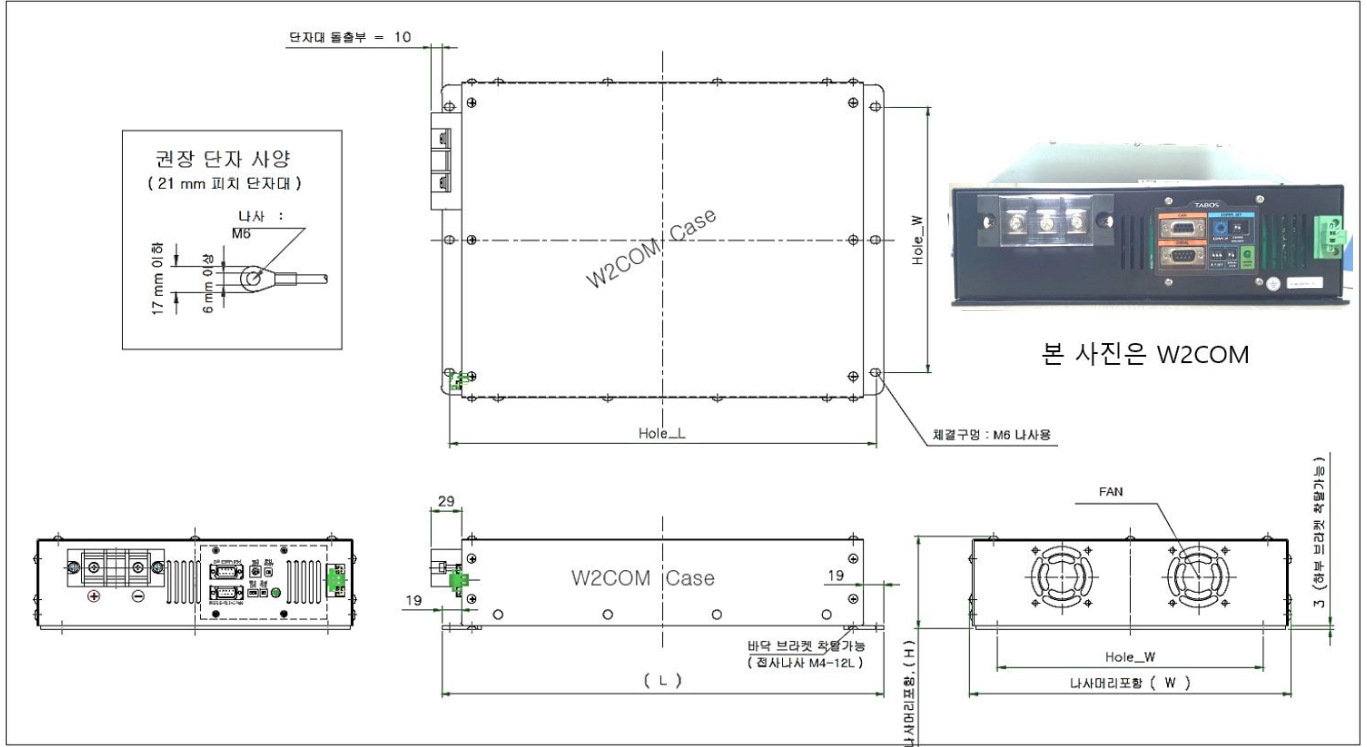 단자대 돌출부 = 10
권장 단자 사양
( 21 mm 피치 단자대 )
나사 :
M6
17 mm 이하
6 mm 이상
W2COM Case
Hole_W
Hole_L
체결구멍 : M6 나사용
TABOS
CAN
본 사진은 W2COM
29
W2COM Case
19
19
바닥 브라켓 착탈가능
( 접시나사 M4-12L )
( L )
나사머리포함, ( H )
FAN
3 (하부 브라켓 착탈가능 )
Hole_W
나사머리포함 ( W )
+
−